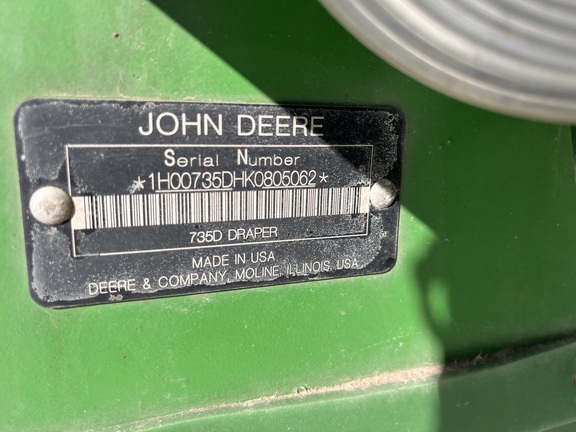 JOHN DEERE
Serial Number
*1H00735DHK0805062*
735D DRAPER
MADE IN USA
DEERE & COMPANY, MOLINE, ILLINOIS, USA